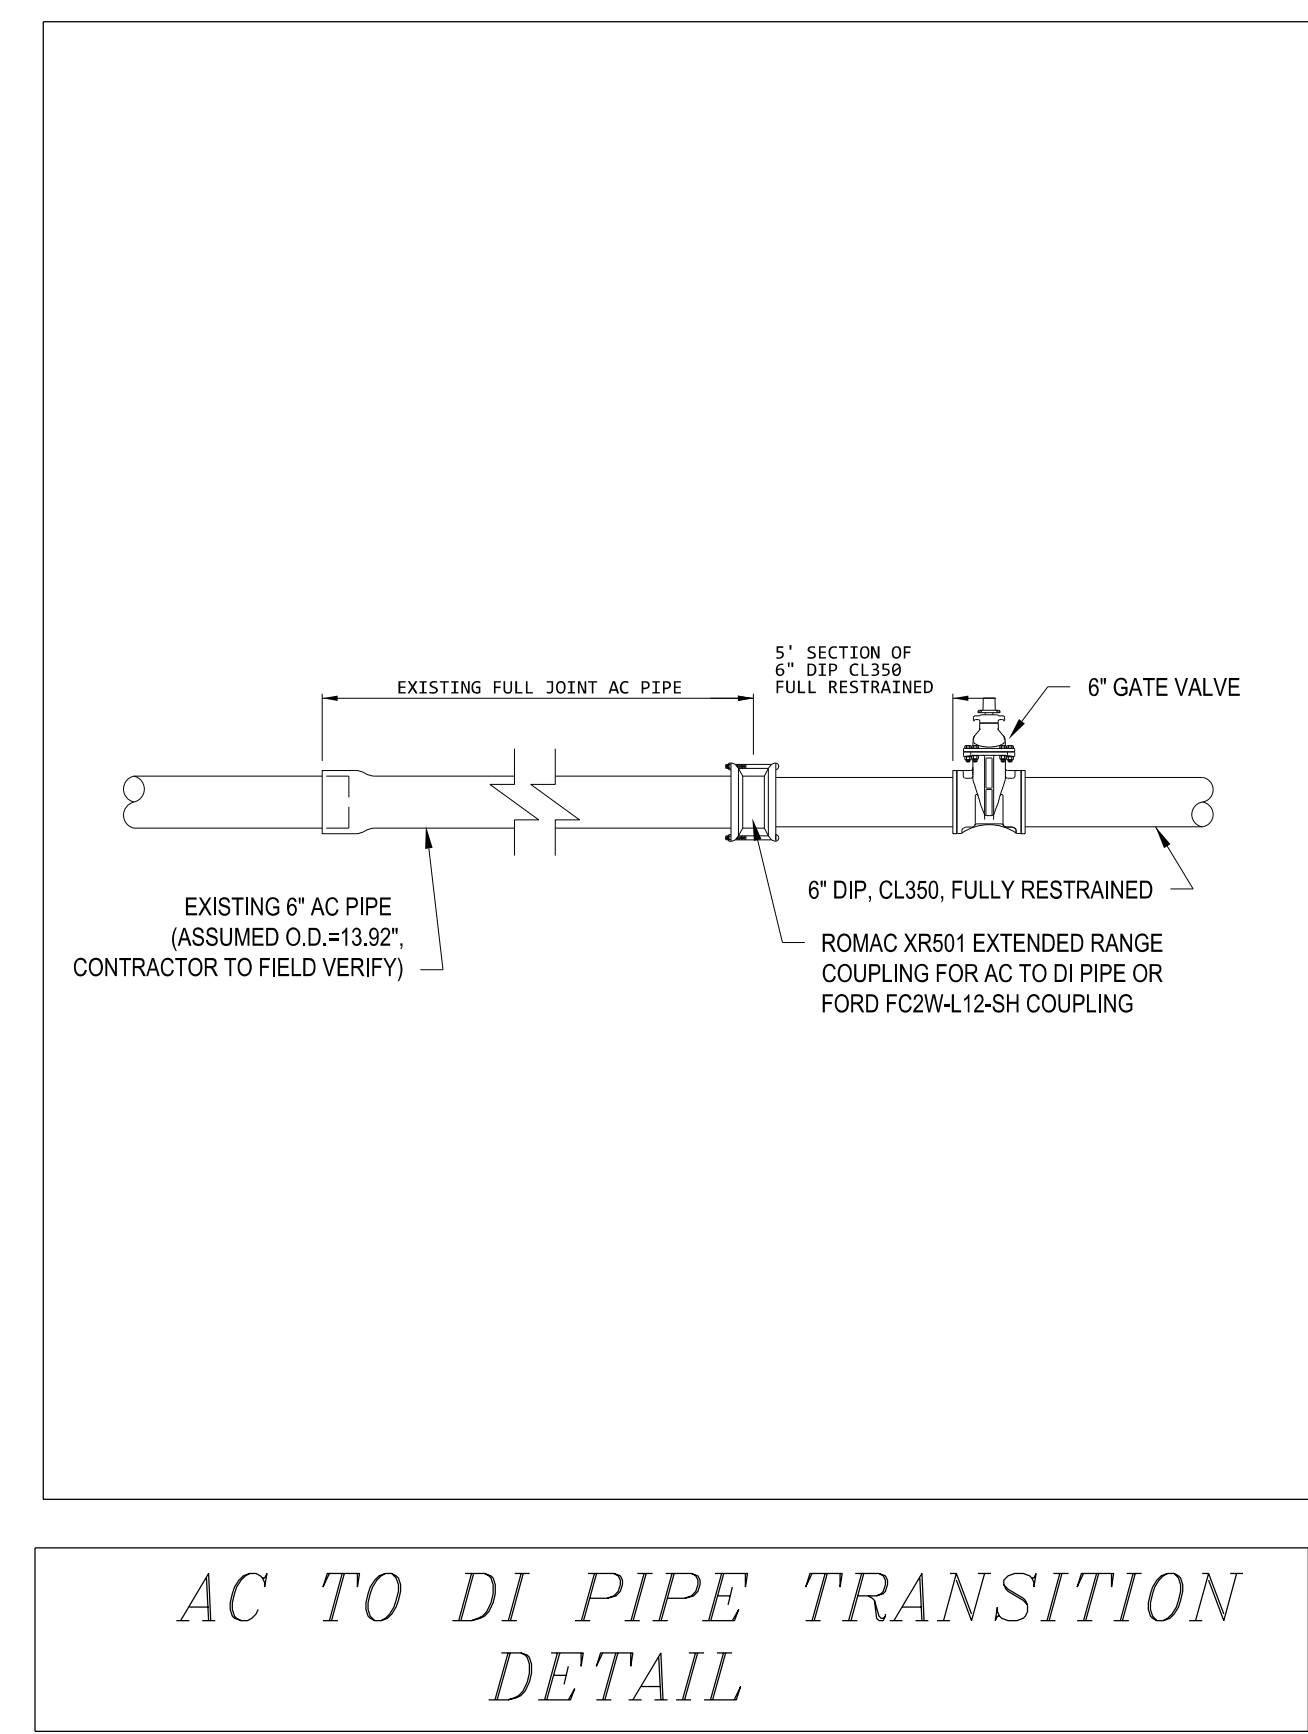 5' SECTION OF
6" DIP CL350
FULL RESTRAINED
EXISTING FULL JOINT AC PIPE
6" GATE VALVE
6" DIP, CL350, FULLY RESTRAINED
EXISTING 6" AC PIPE
(ASSUMED O.D.=13.92",
CONTRACTOR TO FIELD VERIFY)
ROMAC XR501 EXTENDED RANGE
COUPLING FOR AC TO DI PIPE OR
FORD FC2W-L12-SH COUPLING
AC TO DI PIPE TRANSITION
DETAIL